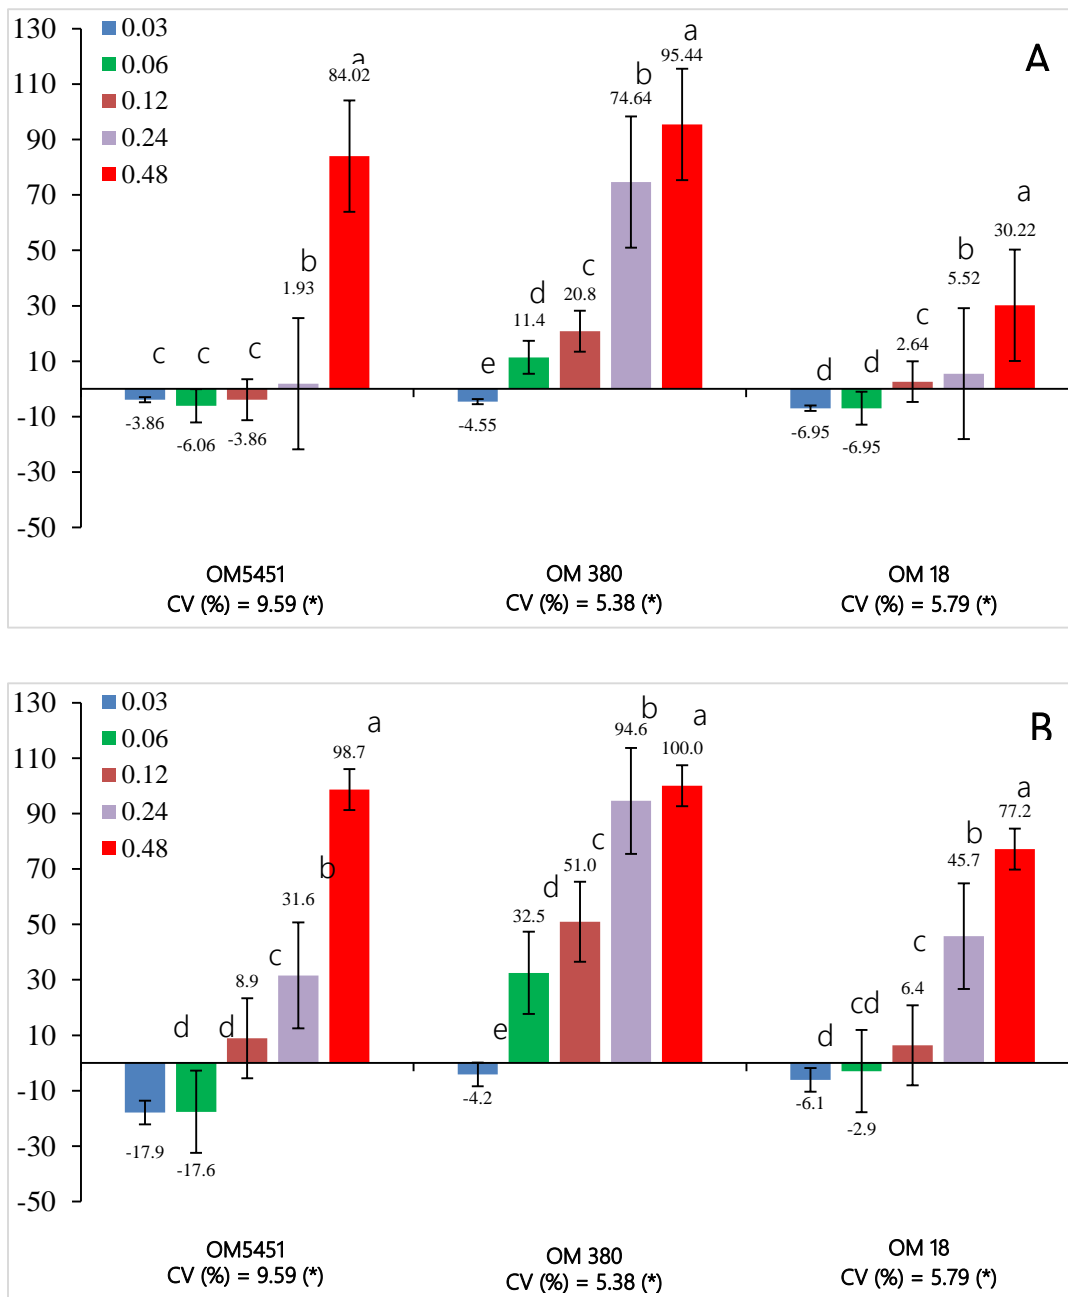 130
110
90
70
50
30
10
-10
-30
-50
0.03
0.06
0.12
0.24
0.48
A
c
c
c
b
1.93
a
84.02
-3.86
-6.06
-3.86
e
d
11.4
c
20.8
b
74.64
a
95.44
-4.55
d
d
c
2.64
b
5.52
a
30.22
-6.95
-6.95
OM5451
CV (%) = 9.59 (*)
OM 380
CV (%) = 5.38 (*)
OM 18
CV (%) = 5.79 (*)
130
110
90
70
50
30
10
-10
-30
-50
0.03
0.06
0.12
0.24
0.48
B
d
d
8.9
c
31.6
b
a
98.7
-17.9
-17.6
e
32.5
d
51.0
c
b
94.6
a
100.0
-4.2
d
cd
c
6.4
b
45.7
a
77.2
-6.1
-2.9
OM5451
CV (%) = 9.59 (*)
OM 380
CV (%) = 5.38 (*)
OM 18
CV (%) = 5.79 (*)